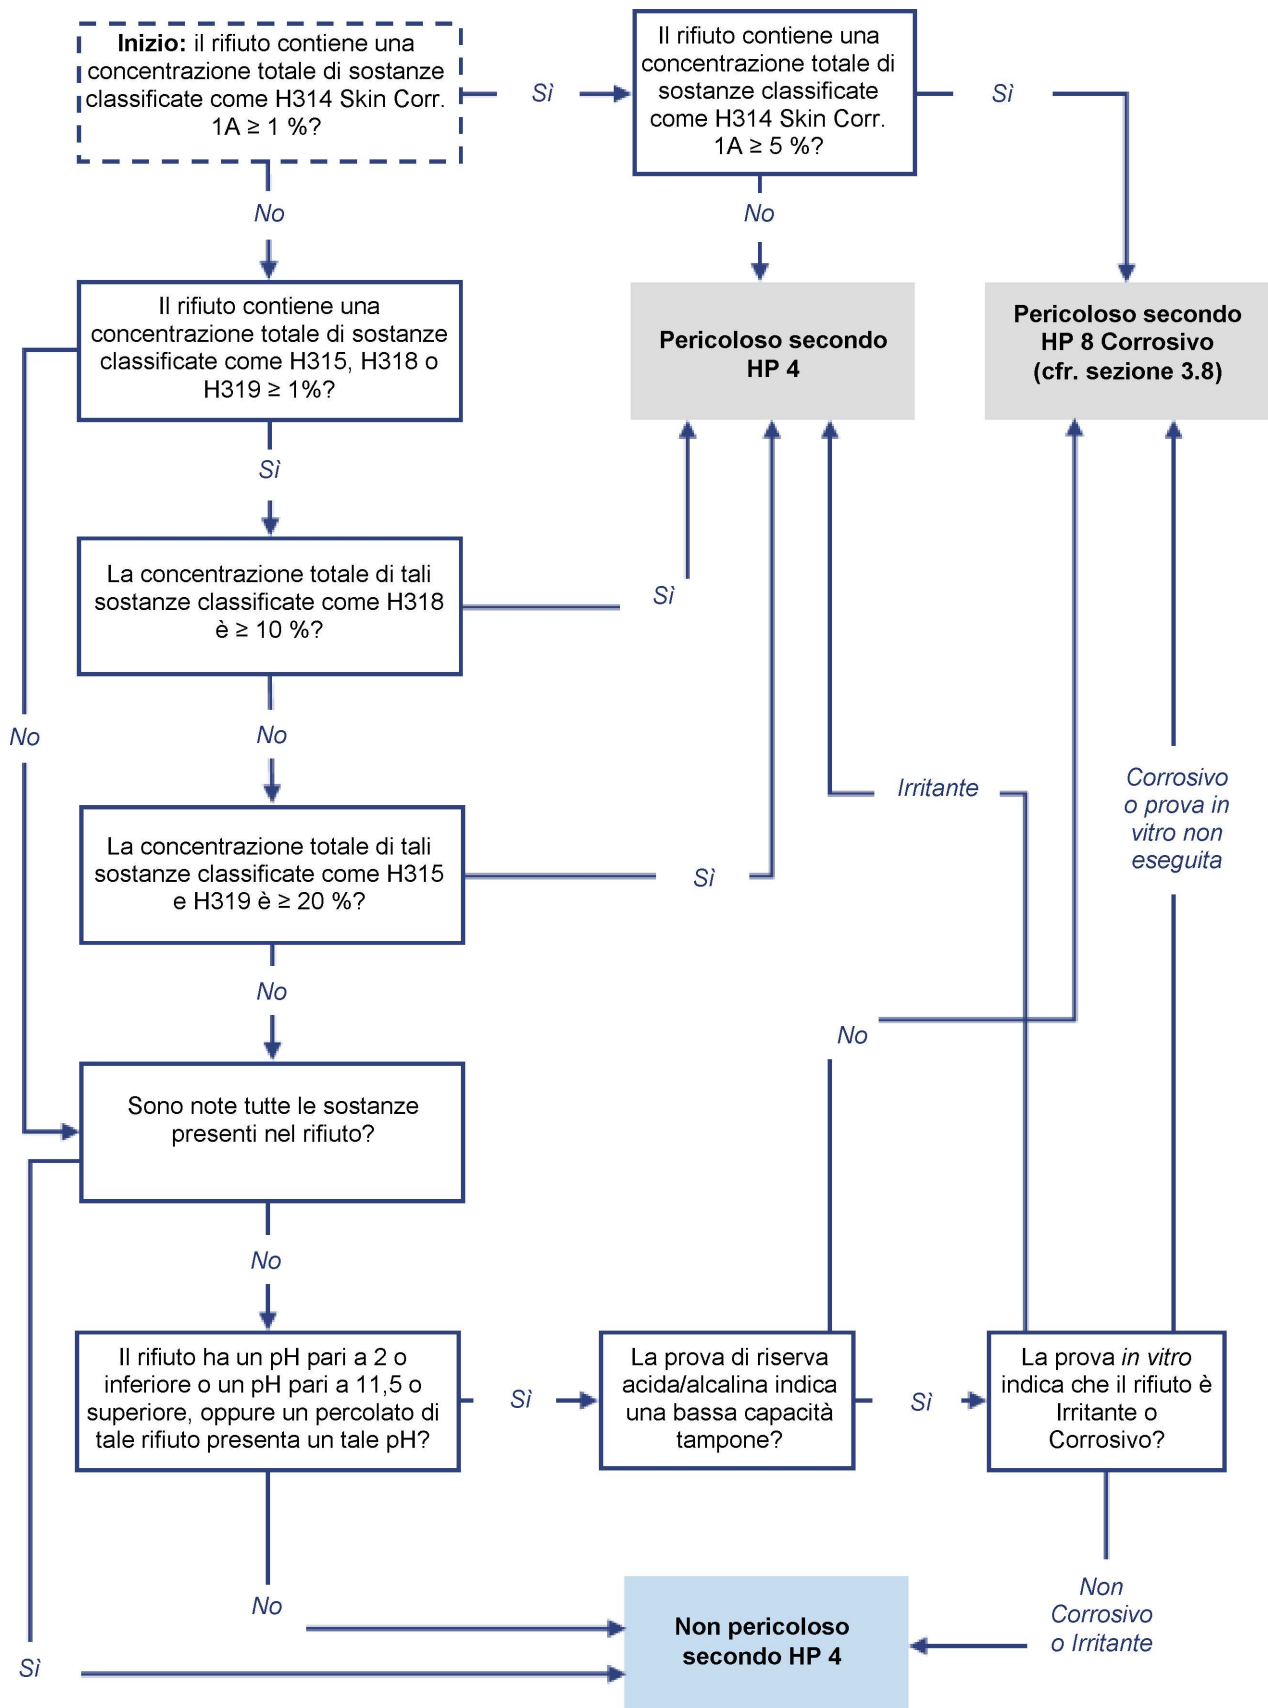 Inizio: il rifiuto contiene una
concentrazione totale di sostanze
classificate come H314 Skin Corr.
1A ≥ 1 %?
Sì
Il rifiuto contiene una
concentrazione totale di
sostanze classificate
come H314 Skin Corr.
1A ≥ 5 %?
Sì
No
No
Il rifiuto contiene una
concentrazione totale di sostanze
classificate come H315, H318 o
H319 ≥ 1%?
Pericoloso secondo
HP 4
Pericoloso secondo
HP 8 Corrosivo
(cfr. sezione 3.8)
Sì
La concentrazione totale di tali
sostanze classificate come H318
è ≥ 10 %?
Sì
No
No
Irritante
Corrosivo
o prova in
vitro non
eseguita
La concentrazione totale di tali
sostanze classificate come H315
e H319 è ≥ 20 %?
Sì
No
No
Sono note tutte le sostanze
presenti nel rifiuto?
No
Il rifiuto ha un pH pari a 2 o
inferiore o un pH pari a 11,5 o
superiore, oppure un percolato di
tale rifiuto presenta un tale pH?
Sì
La prova di riserva
acida/alcalina indica
una bassa capacità
tampone?
Sì
La prova in vitro
indica che il rifiuto è
Irritante o
Corrosivo?
No
Non
Corrosivo
o Irritante
Non pericoloso
secondo HP 4
Sì